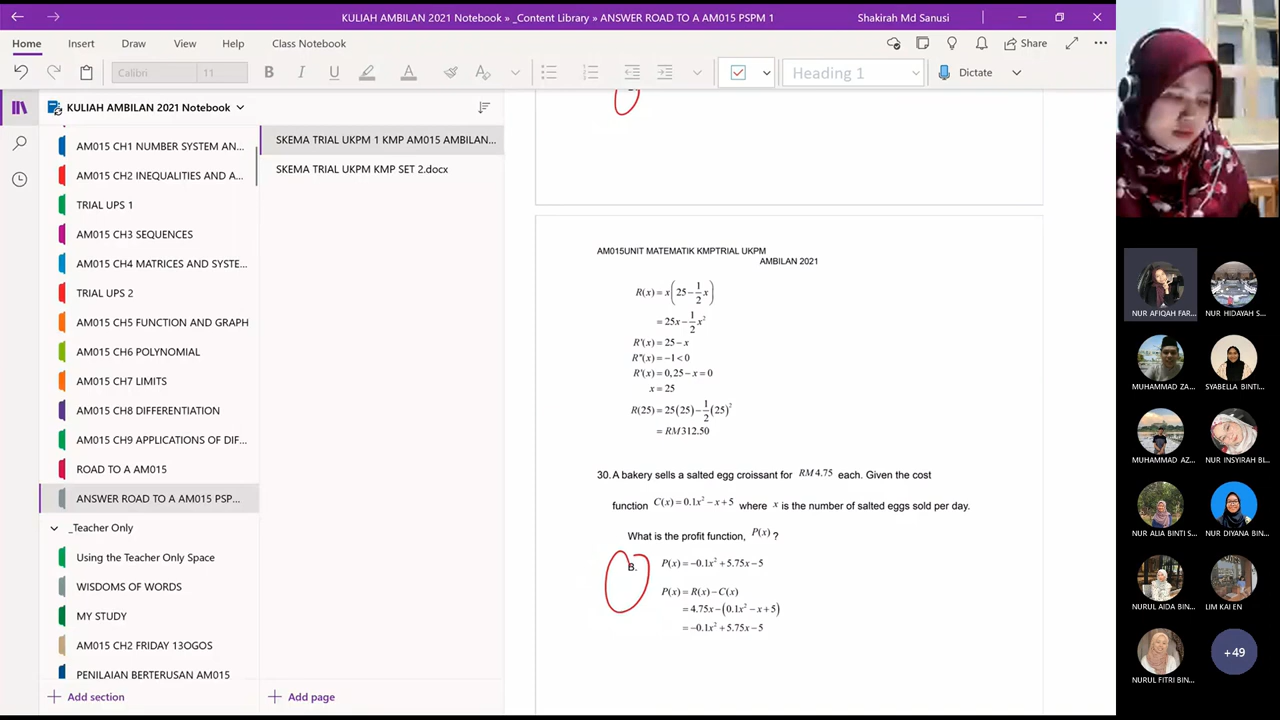 KULIAH AMBILAN 2021 Notebook » _Content Library » ANSWER ROAD TO A AM015 PSPM 1
Shakirah Md Sanusi
Home Insert Draw View Help Class Notebook
Share
Calibri 11 B I U A
Heading 1
Dictate
KULIAH AMBILAN 2021 Notebook
AM015 CH1 NUMBER SYSTEM AN...
AM015 CH2 INEQUALITIES AND A...
TRIAL UPS 1
AM015 CH3 SEQUENCES
AM015 CH4 MATRICES AND SYSTE...
TRIAL UPS 2
AM015 CH5 FUNCTION AND GRAPH
AM015 CH6 POLYNOMIAL
AM015 CH7 LIMITS
AM015 CH8 DIFFERENTIATION
AM015 CH9 APPLICATIONS OF DIF...
ROAD TO A AM015
ANSWER ROAD TO A AM015 PSP...
_Teacher Only
Using the Teacher Only Space
WISDOMS OF WORDS
MY STUDY
AM015 CH2 FRIDAY 13OGOS
PENILAIAN BERTERUSAN AM015
Add section
SKEMA TRIAL UKPM 1 KMP AM015 AMBILAN...
SKEMA TRIAL UKPM KMP SET 2.docx
Add page
AM015UNIT MATEMATIK KMPTRIAL UKPM
AMBILAN 2021
R(x) = x(25 − 1/2 x)
= 25x − 1/2 x²
R'(x) = 25 − x
R"(x) = −1 < 0
R'(x) = 0, 25 − x = 0
x = 25
R(25) = 25(25) − 1/2 (25)²
= RM312.50
30. A bakery sells a salted egg croissant for RM4.75 each. Given the cost
function C(x) = 0.1x² − x + 5 where x is the number of salted eggs sold per day.
What is the profit function, P(x) ?
B. P(x) = −0.1x² + 5.75x − 5
P(x) = R(x) − C(x)
= 4.75x − (0.1x² − x + 5)
= −0.1x² + 5.75x − 5
NUR AFIQAH FAR...
NUR HIDAYAH S...
MUHAMMAD ZA...
SYABELLA BINTI...
MUHAMMAD AZ...
NUR INSYIRAH BI...
NUR ALIA BINTI S...
NUR DIYANA BIN...
NURUL AIDA BIN...
LIM KAI EN
NURUL FITRI BIN...
+49